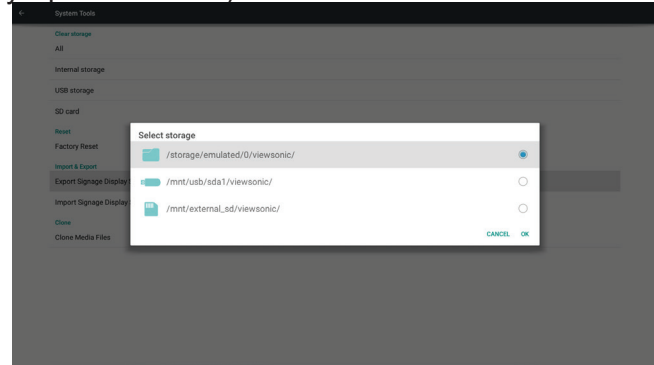 System Tools
Clear storage
All
Internal storage
USB storage
SD card
Reset
Factory Reset
Import & Export
Export Signage Display
Import Signage Display
Clone
Clone Media Files
Select storage
/storage/emulated/0/viewsonic/
/mnt/usb/sda1/viewsonic/
/mnt/external_sd/viewsonic/
CANCEL OK